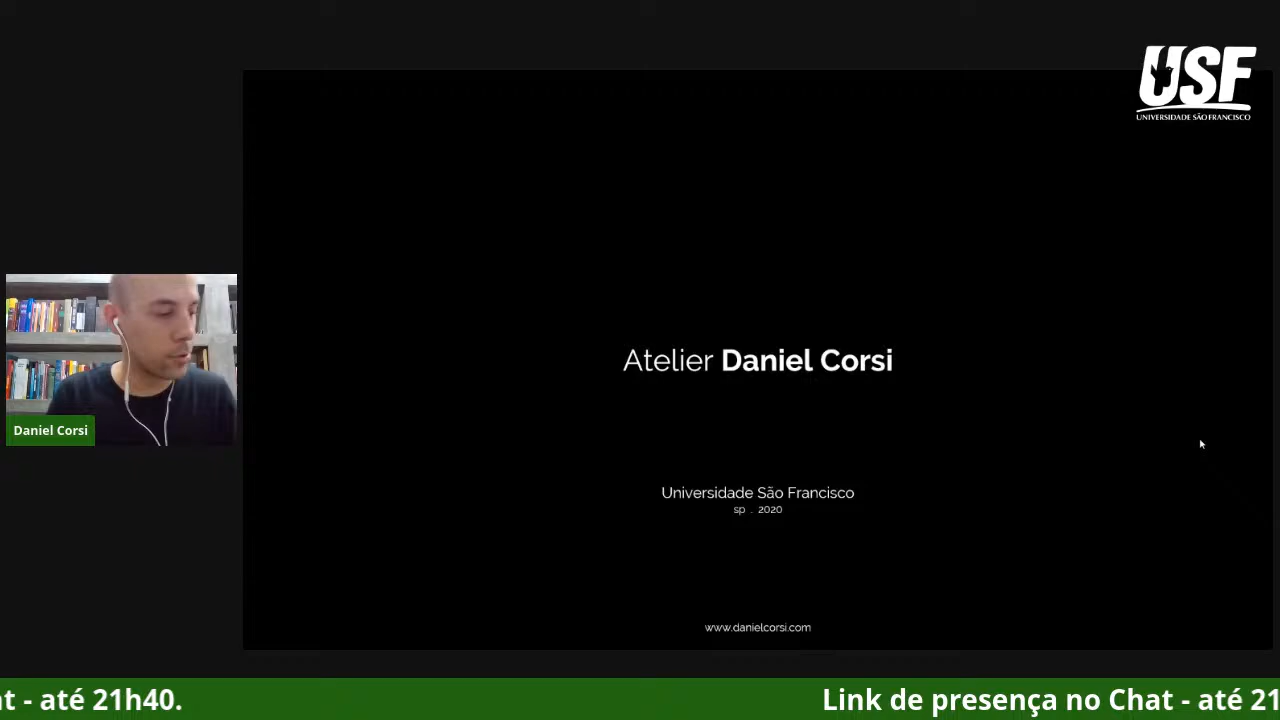 USF
UNIVERSIDADE SÃO FRANCISCO
Atelier Daniel Corsi
Daniel Corsi
Universidade São Francisco
sp . 2020
www.danielcorsi.com
at - até 21h40.
Link de presença no Chat - até 21